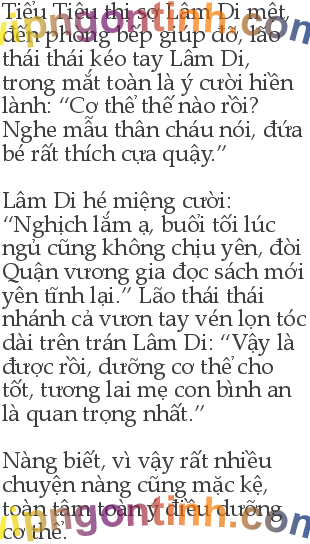 Tiểu Tiêu thị sợ Lâm Di mệt,
đến phòng bếp giúp đỡ, lão
thái thái kéo tay Lâm Di,
trong mắt toàn là ý cười hiền
lành: “Cơ thể thế nào rồi?
Nghe mẫu thân cháu nói, đứa
bé rất thích cựa quậy.”
Lâm Di hé miệng cười:
“Nghịch lắm ạ, buổi tối lúc
ngủ cũng không chịu yên, đòi
Quận vương gia đọc sách mới
yên tĩnh lại.” Lão thái thái
nhánh cả vươn tay vén lọn tóc
dài trên trán Lâm Di: “Vậy là
được rồi, dưỡng cơ thể cho
tốt, tương lai mẹ con bình an
là quan trọng nhất.”
Nàng biết, vì vậy rất nhiều
chuyện nàng cũng mặc kệ,
toàn tâm toàn ý điều dưỡng
cơ thể.